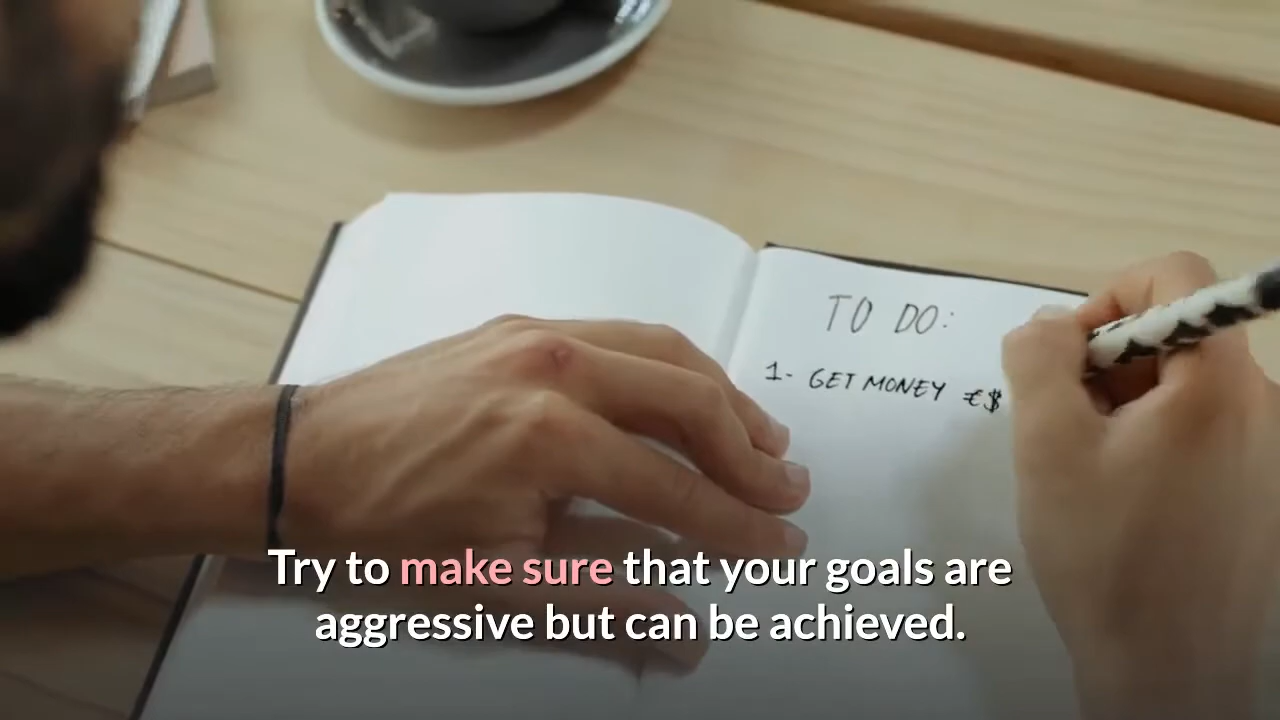 TO DO:
1- GET MONEY €$
Try to make sure that your goals are
aggressive but can be achieved.